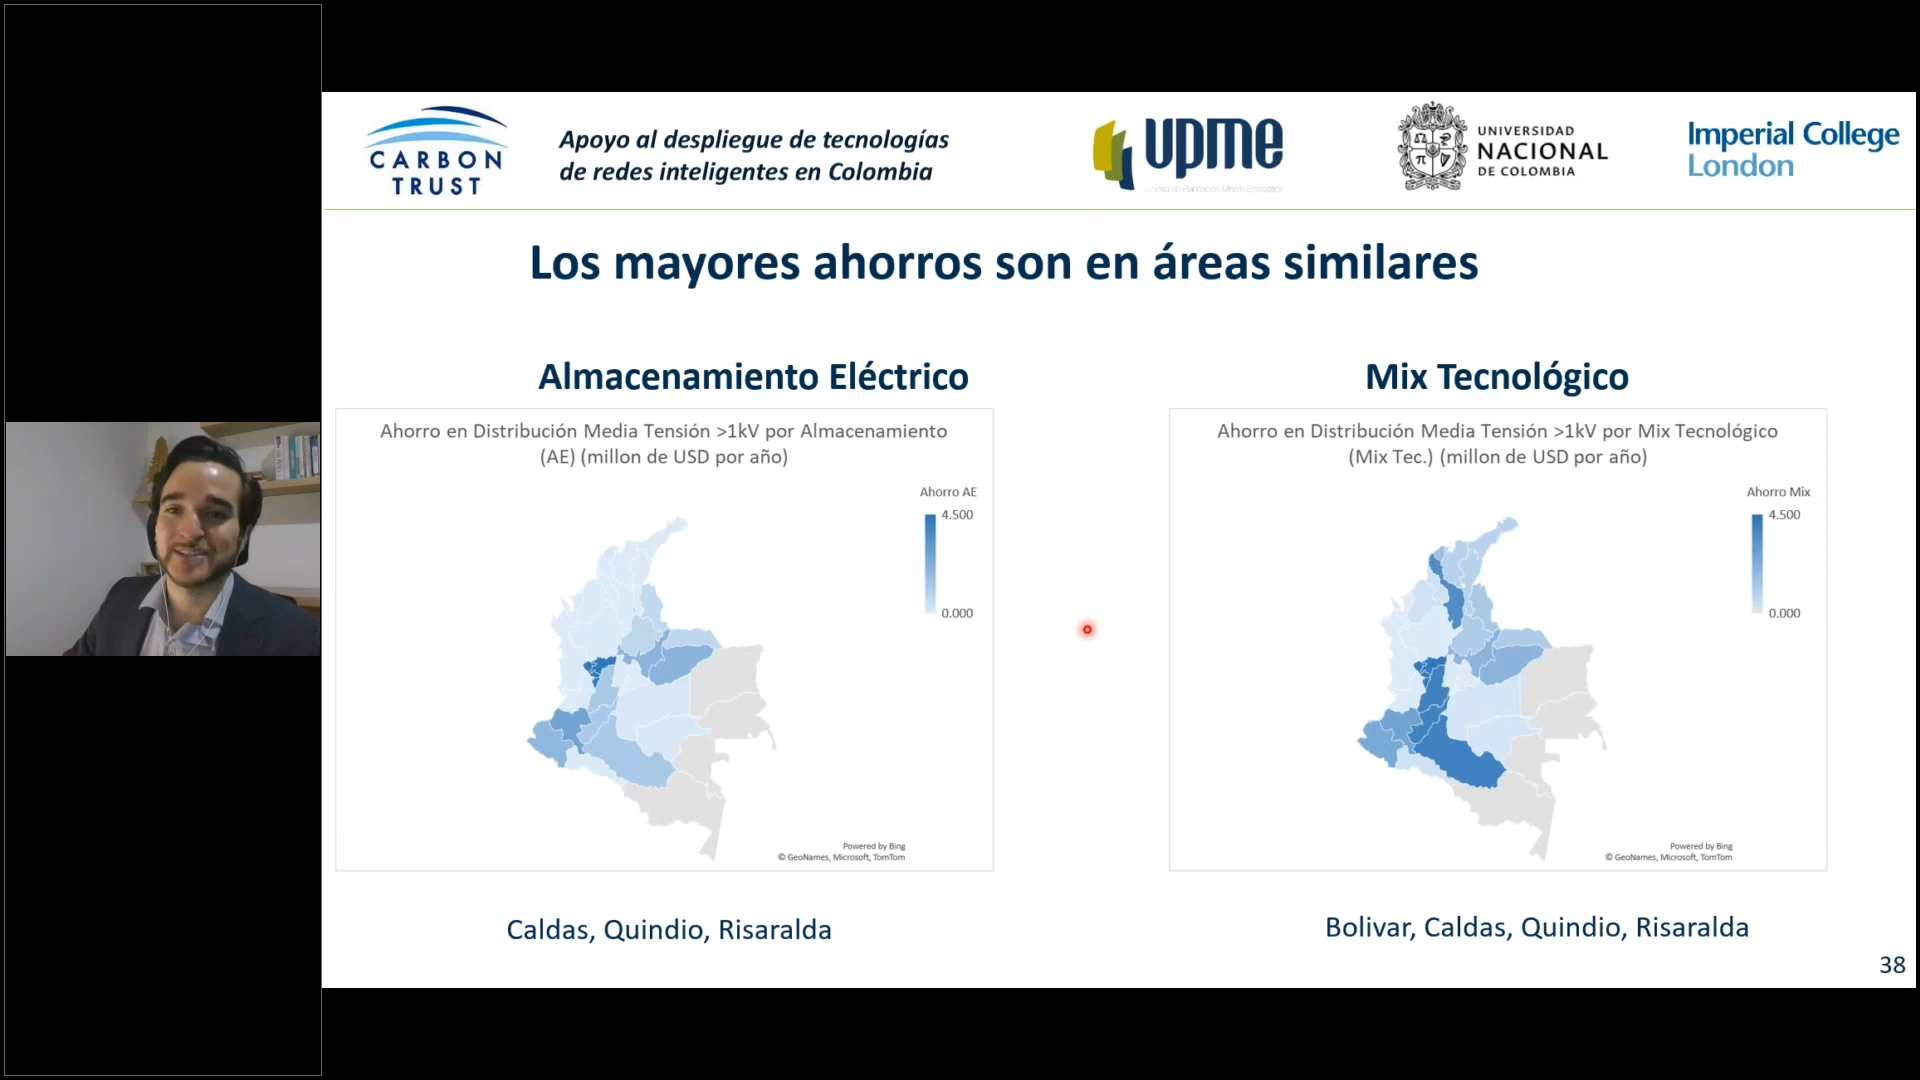 CARBON
TRUST
Apoyo al despliegue de tecnologías
de redes inteligentes en Colombia
upme
Unidad de Planeación Minero Energética
UNIVERSIDAD
NACIONAL
DE COLOMBIA
Imperial College
London
Los mayores ahorros son en áreas similares
Almacenamiento Eléctrico
Ahorro en Distribución Media Tensión >1kV por Almacenamiento
(AE) (millon de USD por año)
Ahorro AE
4.500
0.000
Powered by Bing
© GeoNames, Microsoft, TomTom
Caldas, Quindio, Risaralda
Mix Tecnológico
Ahorro en Distribución Media Tensión >1kV por Mix Tecnológico
(Mix Tec.) (millon de USD por año)
Ahorro Mix
4.500
0.000
Powered by Bing
© GeoNames, Microsoft, TomTom
Bolivar, Caldas, Quindio, Risaralda
38